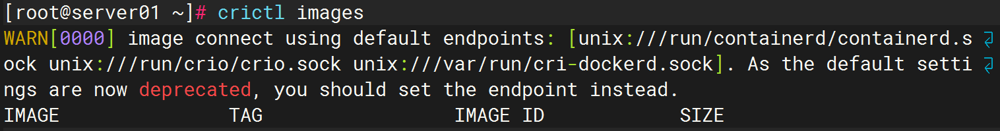 [root@server01 ~]# crictl images
WARN[0000] image connect using default endpoints: [unix:///run/containerd/containerd.s
ock unix:///run/crio/crio.sock unix:///var/run/cri-dockerd.sock]. As the default setti
ngs are now deprecated, you should set the endpoint instead.
IMAGE TAG IMAGE ID SIZE